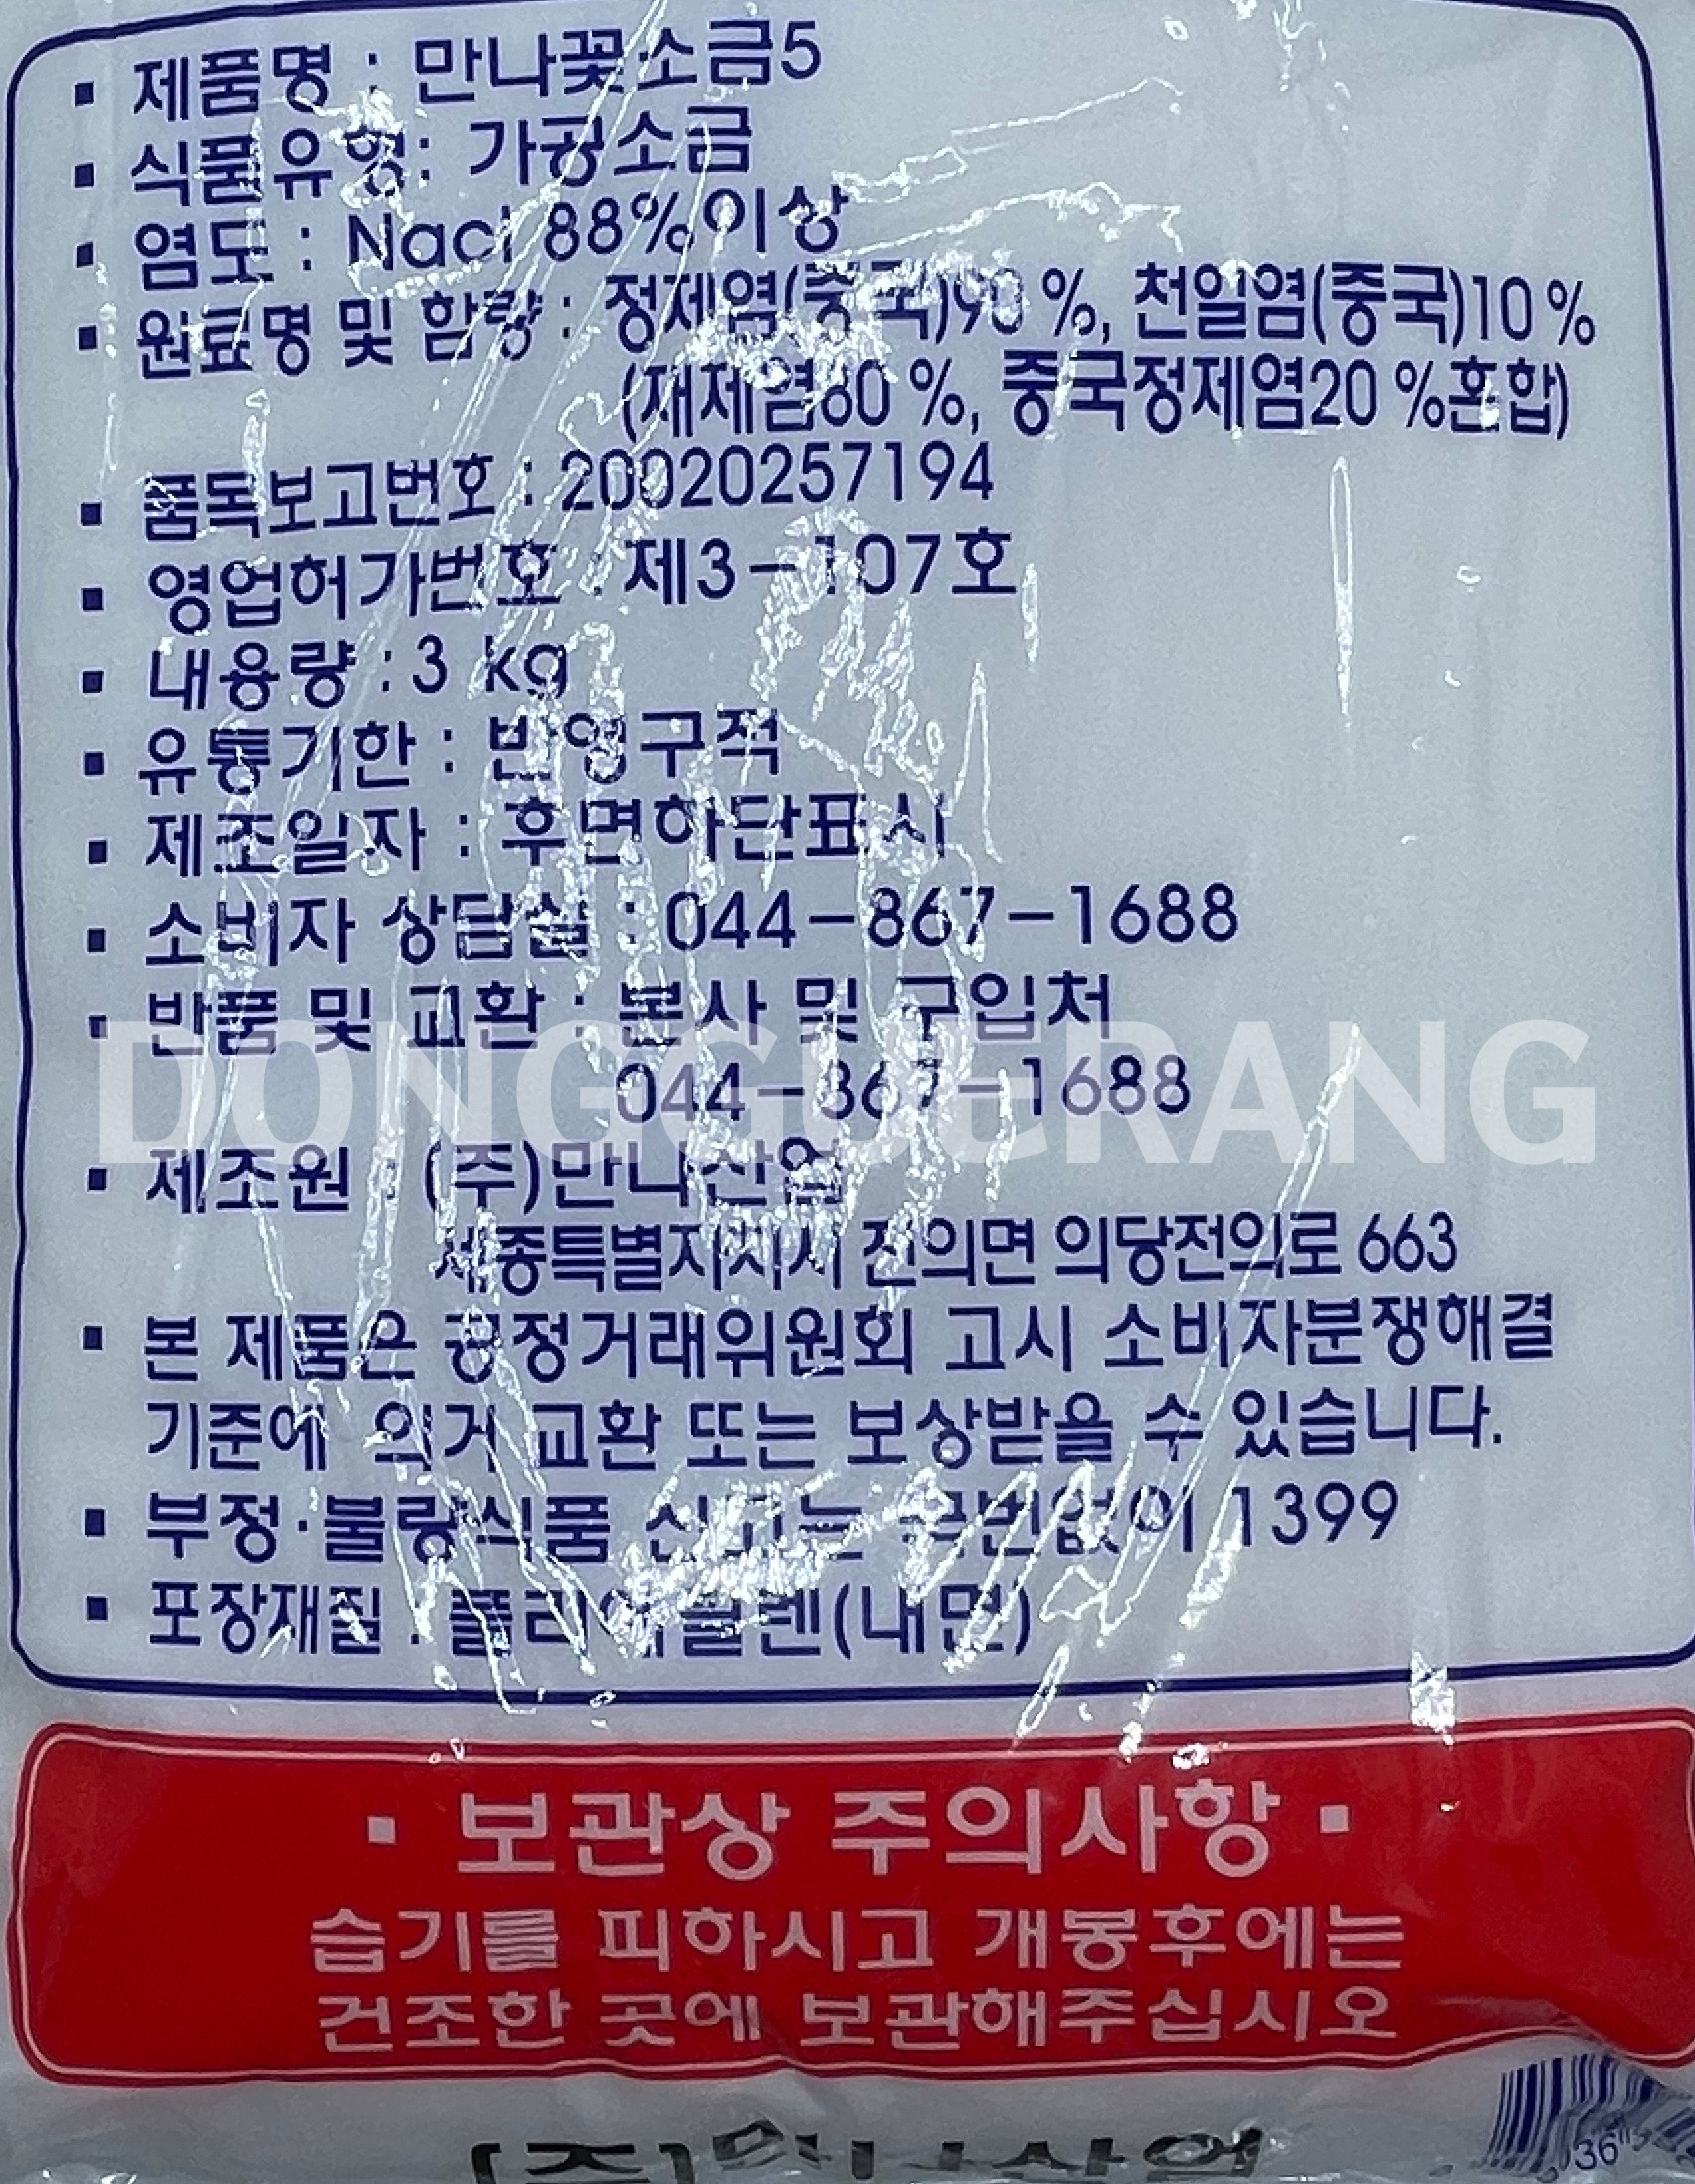 ▪ 제품명 : 만나꽃소금5
▪ 식품유형: 가공소금
▪ 염도 : Nacl 88%이상
▪ 원료명 및 함량 : 정제염(중국)90 %, 천일염(중국)10 %
(재제염80 %, 중국정제염20 %혼합)
▪ 품목보고번호 : 20020257194
▪ 영업허가번호 : 제3-107호
▪ 내용량 : 3 kg
▪ 유통기한 : 반영구적
▪ 제조일자 : 후면하단표시
▪ 소비자 상담실 : 044-867-1688
▪ 반품 및 교환 : 본사 및 구입처
044-867-1688
DONGGUERANG
▪ 제조원 : (주)만나산업
세종특별자치시 전의면 의당전의로 663
▪ 본 제품은 공정거래위원회 고시 소비자분쟁해결
기준에 의거 교환 또는 보상받을 수 있습니다.
▪ 부정·불량식품 신고는 국번없이 1399
▪ 포장재질 : 폴리에틸렌(내면)
▪ 보관상 주의사항 ▪
습기를 피하시고 개봉후에는
건조한 곳에 보관해주십시오
(주)만나산업